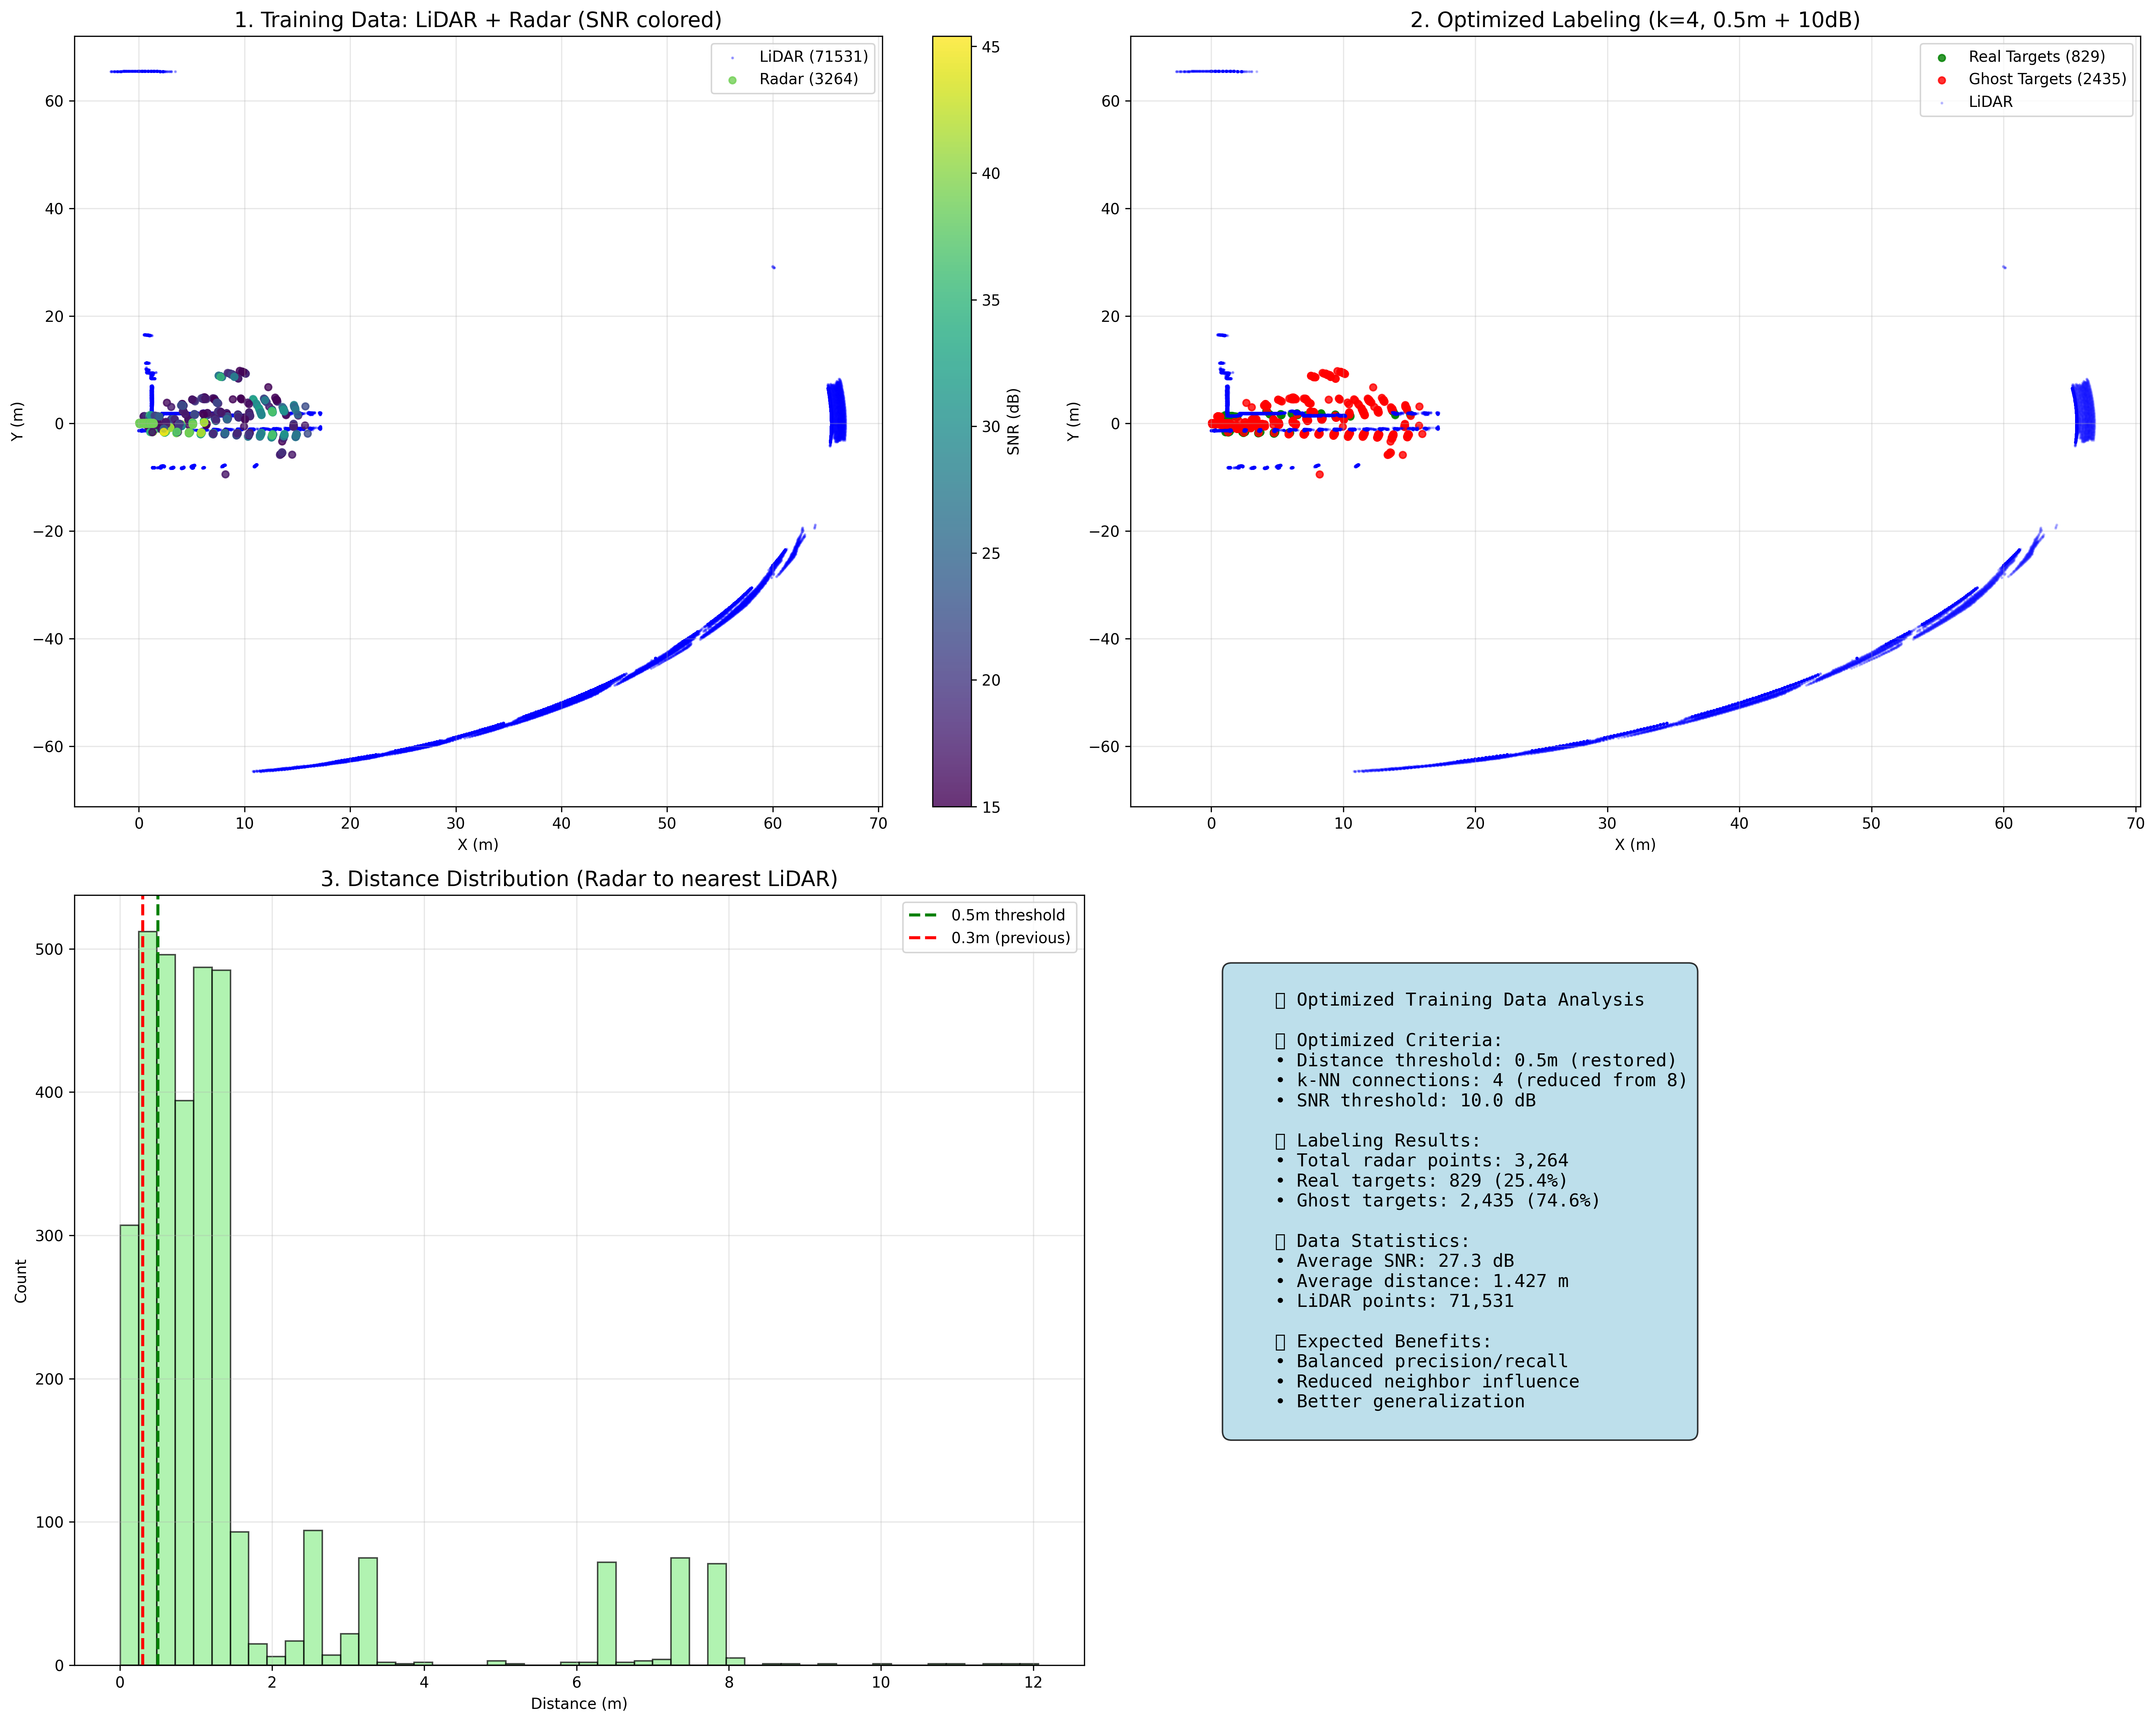 1. Training Data: LiDAR + Radar (SNR colored)
LiDAR (71531)
Radar (3264)
60
40
20
0
−20
−40
−60
Y (m)
0 10 20 30 40 50 60 70
X (m)
45
40
35
30
25
20
15
SNR (dB)
2. Optimized Labeling (k=4, 0.5m + 10dB)
Real Targets (829)
Ghost Targets (2435)
LiDAR
60
40
20
0
−20
−40
−60
Y (m)
0 10 20 30 40 50 60 70
X (m)
3. Distance Distribution (Radar to nearest LiDAR)
0.5m threshold
0.3m (previous)
500
400
300
200
100
0
Count
0 2 4 6 8 10 12
Distance (m)
Optimized Training Data Analysis
Optimized Criteria:
• Distance threshold: 0.5m (restored)
• k-NN connections: 4 (reduced from 8)
• SNR threshold: 10.0 dB
Labeling Results:
• Total radar points: 3,264
• Real targets: 829 (25.4%)
• Ghost targets: 2,435 (74.6%)
Data Statistics:
• Average SNR: 27.3 dB
• Average distance: 1.427 m
• LiDAR points: 71,531
Expected Benefits:
• Balanced precision/recall
• Reduced neighbor influence
• Better generalization